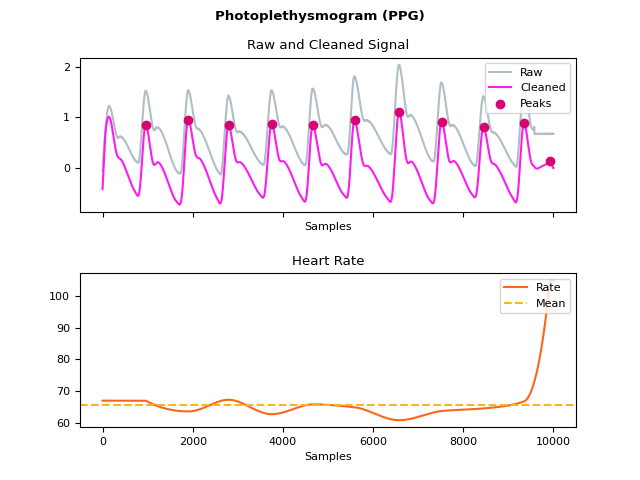 Photoplethysmogram (PPG)
Raw and Cleaned Signal
2
1
0
Raw
Cleaned
Peaks
Samples
Heart Rate
100
90
80
70
60
Rate
Mean
0 2000 4000 6000 8000 10000
Samples